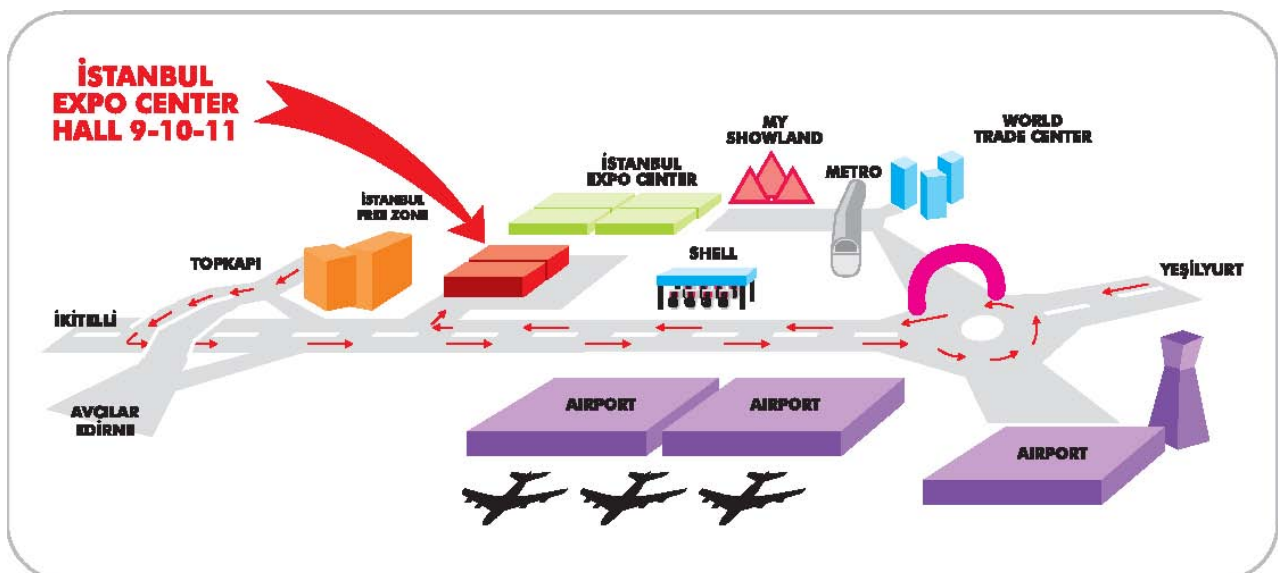 İSTANBUL
EXPO CENTER
HALL 9-10-11
MY
SHOWLAND
WORLD
TRADE CENTER
İSTANBUL
EXPO CENTER
METRO
İSTANBUL
FREE ZONE
TOPKAPI
SHELL
YEŞİLYURT
İKİTELLİ
AVCILAR
EDİRNE
AIRPORT
AIRPORT
AIRPORT